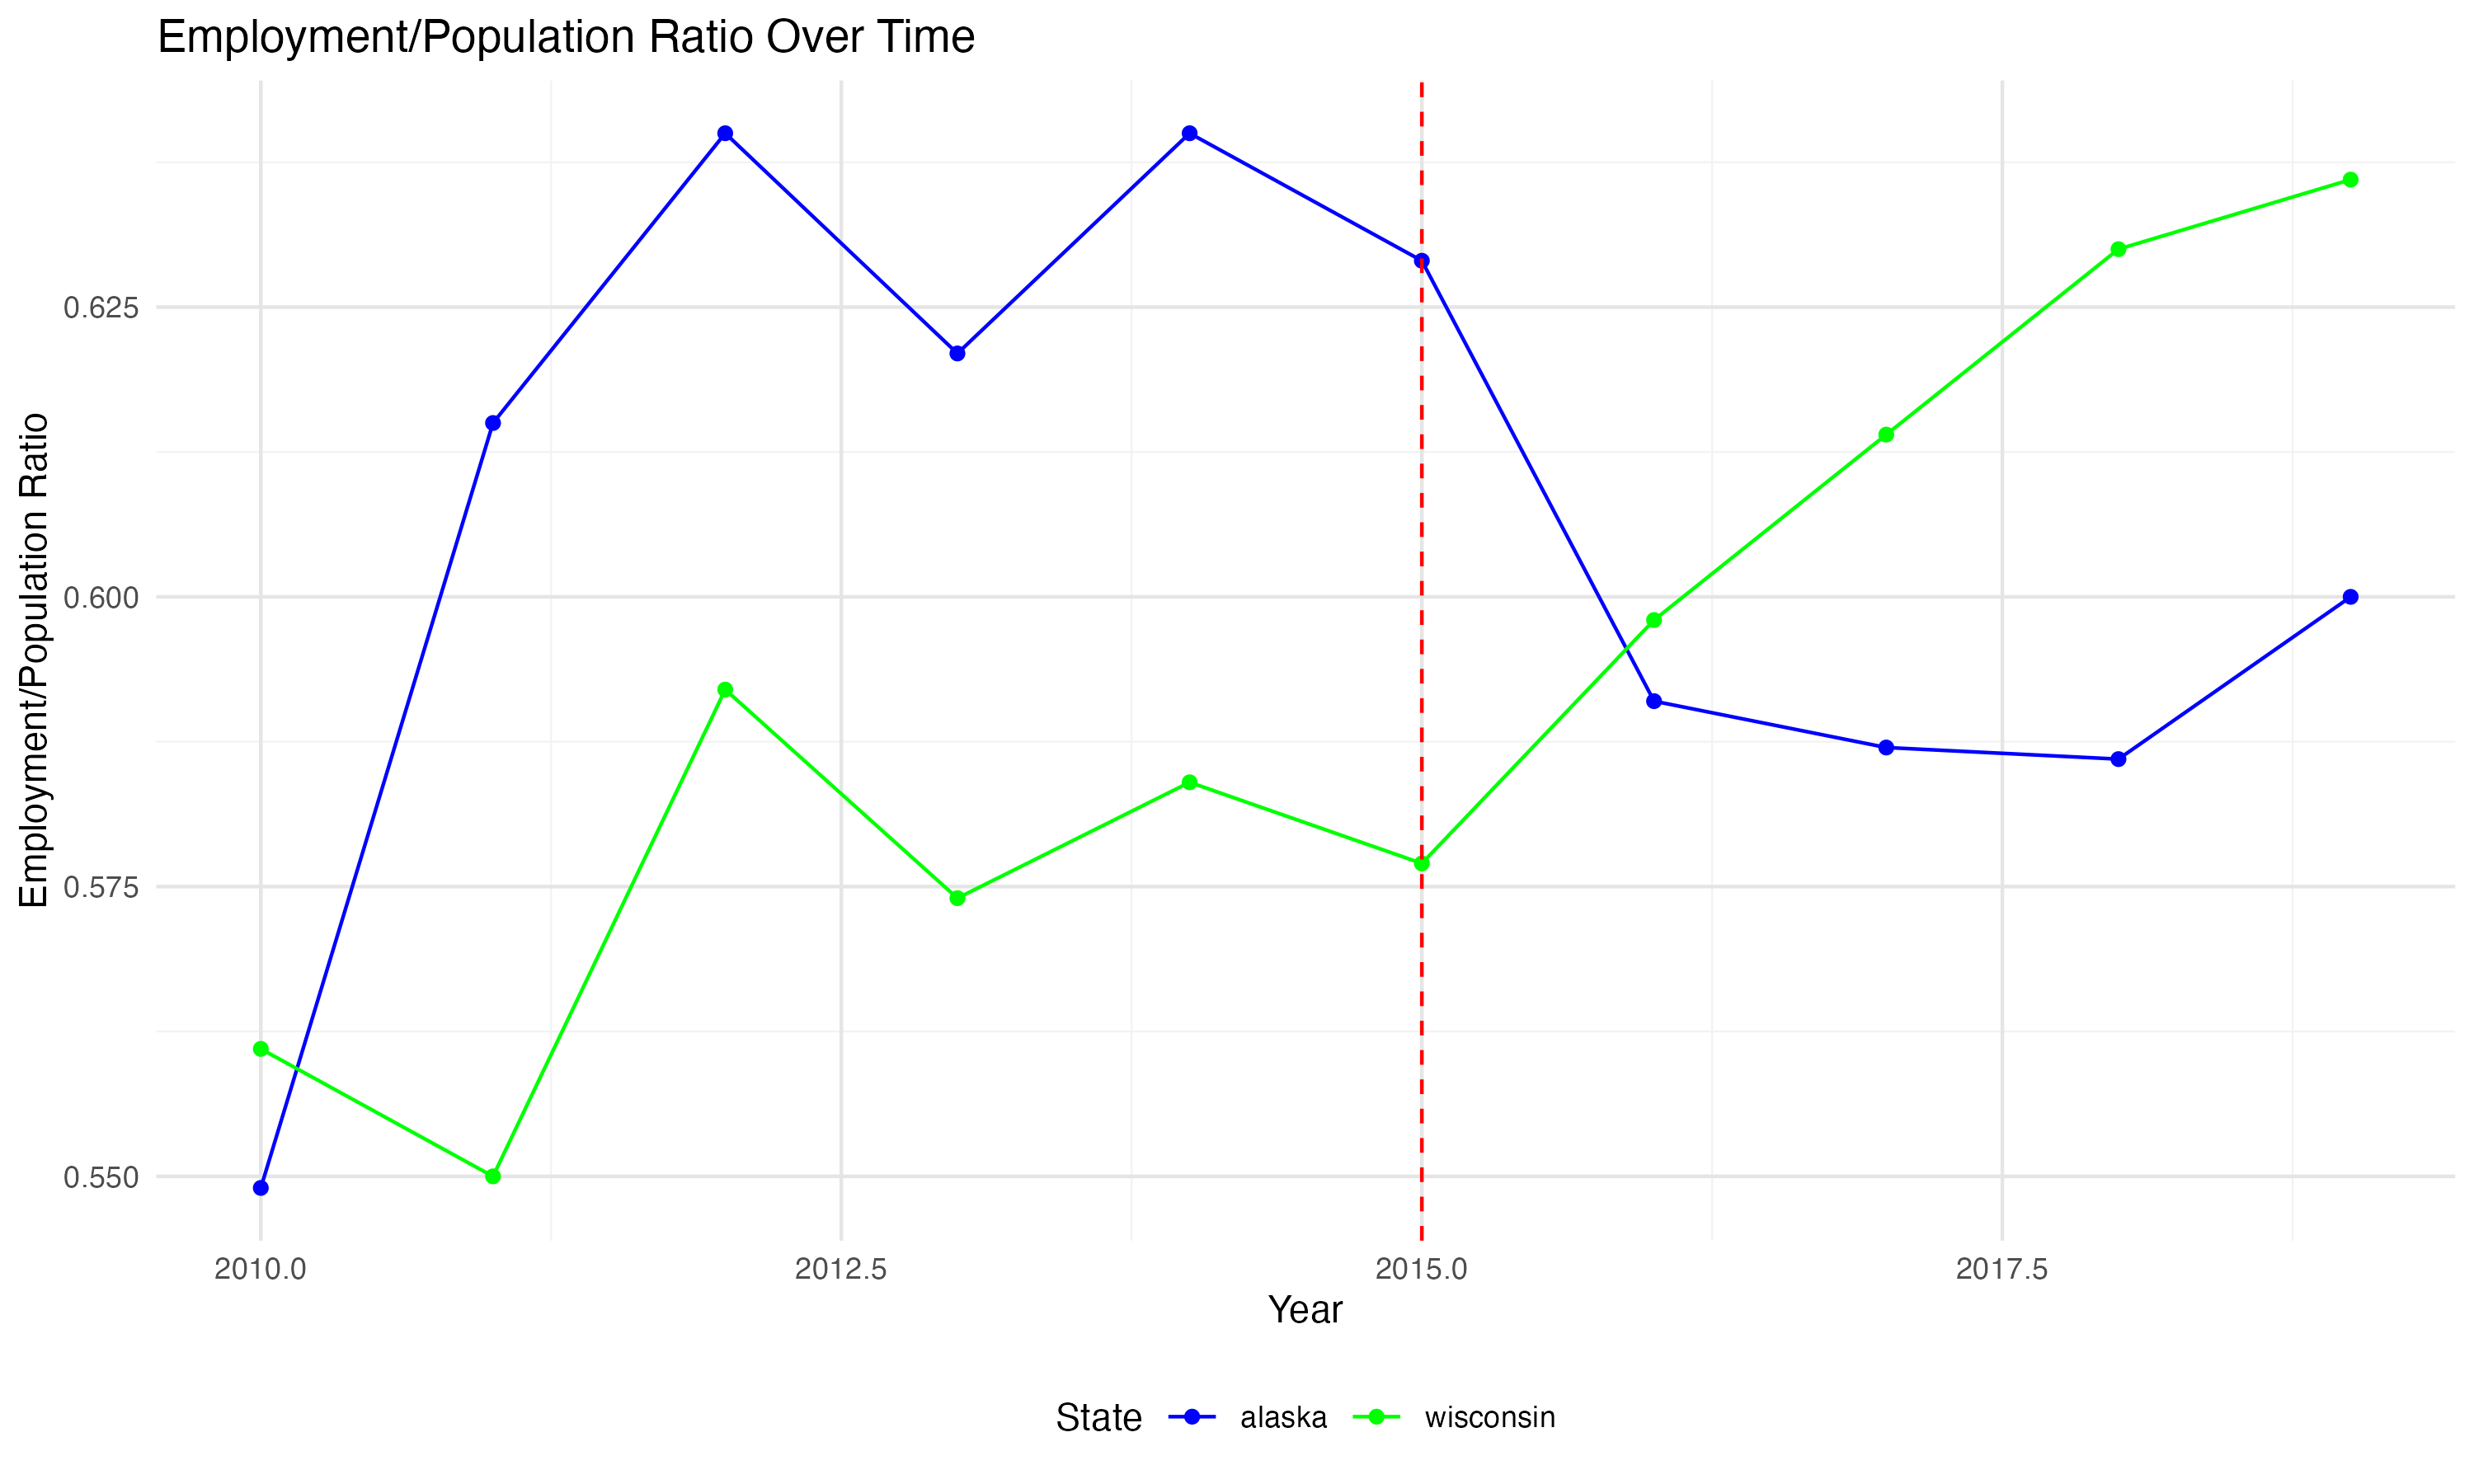 Employment/Population Ratio Over Time
Employment/Population Ratio
0.625
0.600
0.575
0.550
2010.0 2012.5 2015.0 2017.5
Year
State alaska wisconsin